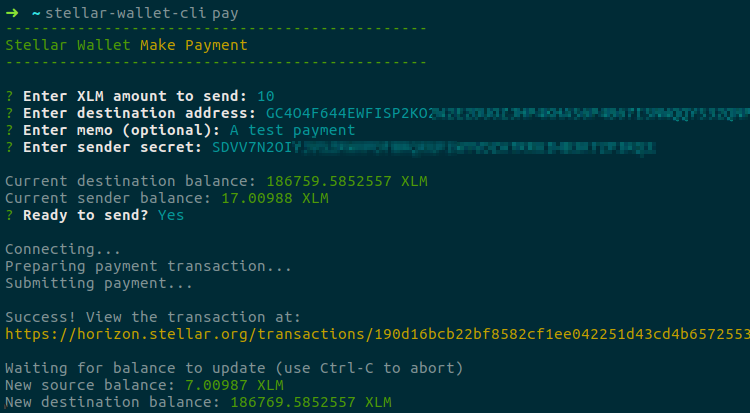 ➜ ~ stellar-wallet-cli pay
-----------------------------------------------
Stellar Wallet Make Payment
-----------------------------------------------
? Enter XLM amount to send: 10
? Enter destination address: GC4O4F644EWFISP2KO
? Enter memo (optional): A test payment
? Enter sender secret: SDVV7N2OIY
Current destination balance: 186759.5852557 XLM
Current sender balance: 17.00988 XLM
? Ready to send? Yes
Connecting...
Preparing payment transaction...
Submitting payment...
Success! View the transaction at:
https://horizon.stellar.org/transactions/190d16bcb22bf8582cf1ee042251d43cd4b6572553
Waiting for balance to update (use Ctrl-C to abort)
New source balance: 7.00987 XLM
New destination balance: 186769.5852557 XLM